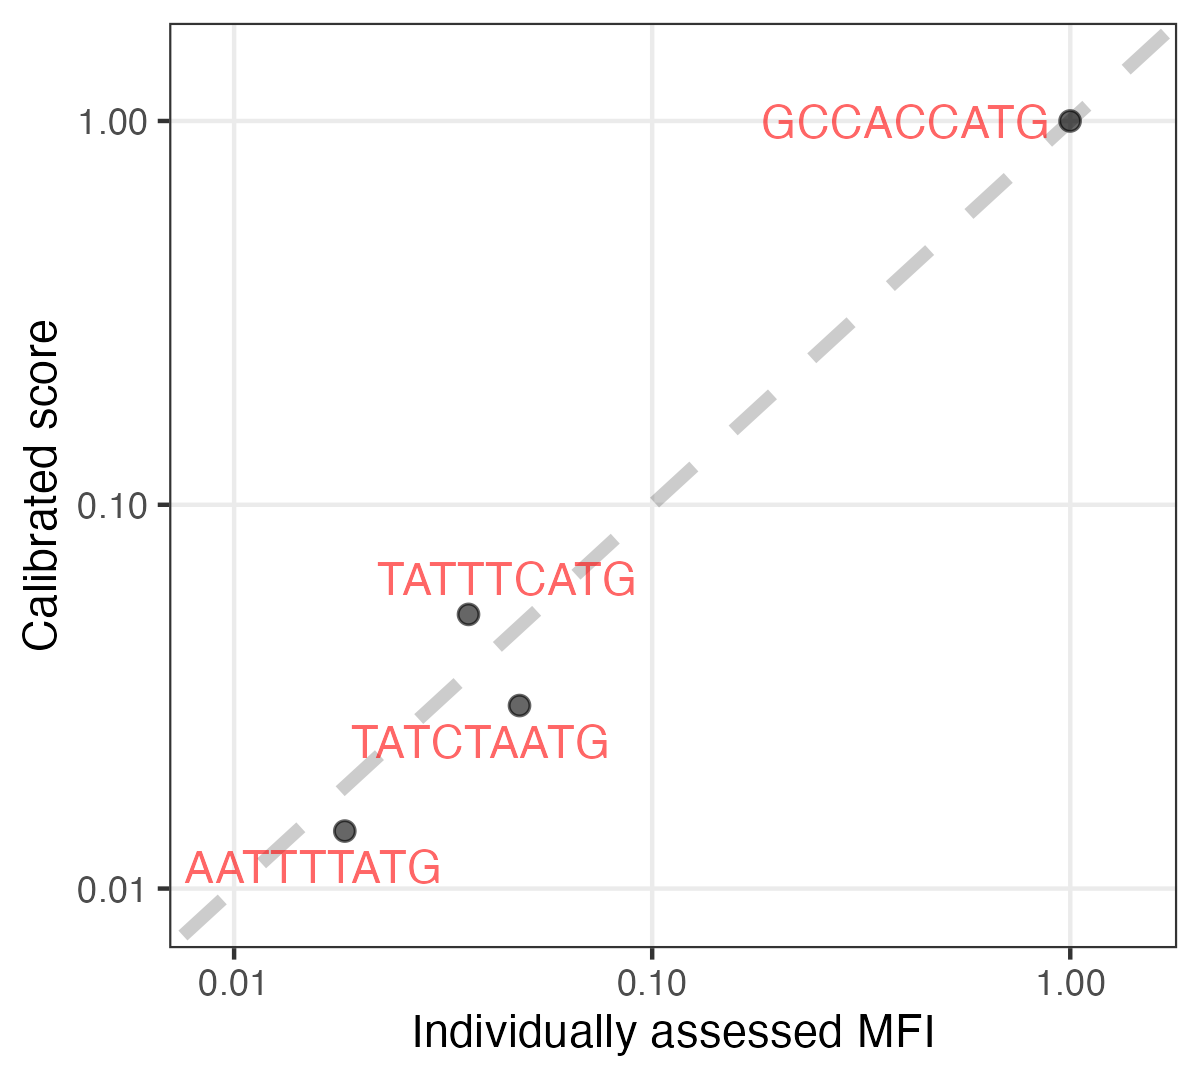 GCCACCATG
1.00
0.10
TATTTCATG
TATCTAATG
AATTTTATG
0.01
0.01
0.10
1.00
Individually assessed MFI
Calibrated score